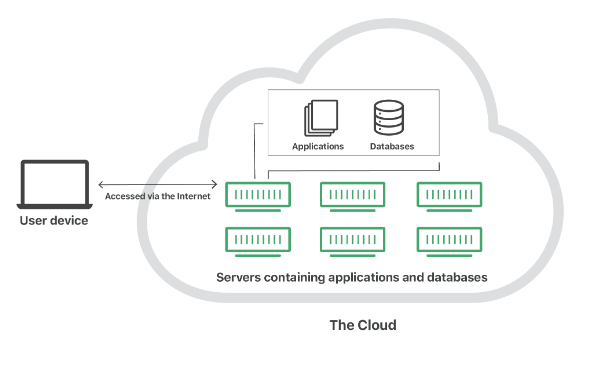 Applications Databases
Accessed via the Internet
User device
Servers containing applications and databases
The Cloud